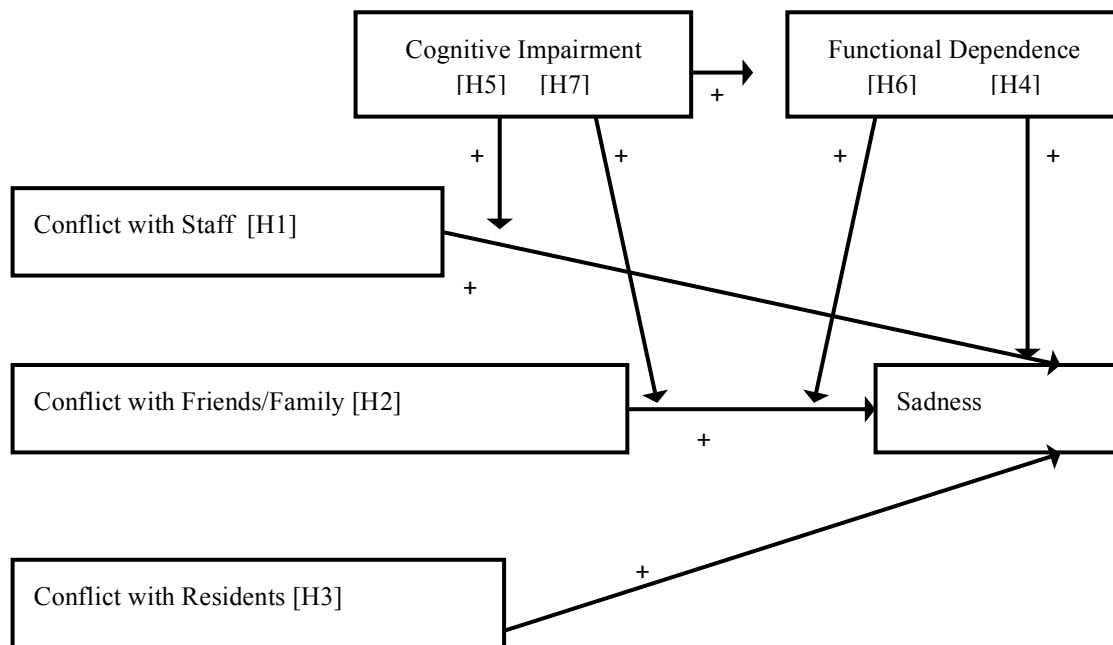 Cognitive Impairment
[H5] [H7]
Functional Dependence
[H6] [H4]
+
+
+
+
+
Conflict with Staff [H1]
+
Conflict with Friends/Family [H2]
+
Sadness
Conflict with Residents [H3]
+